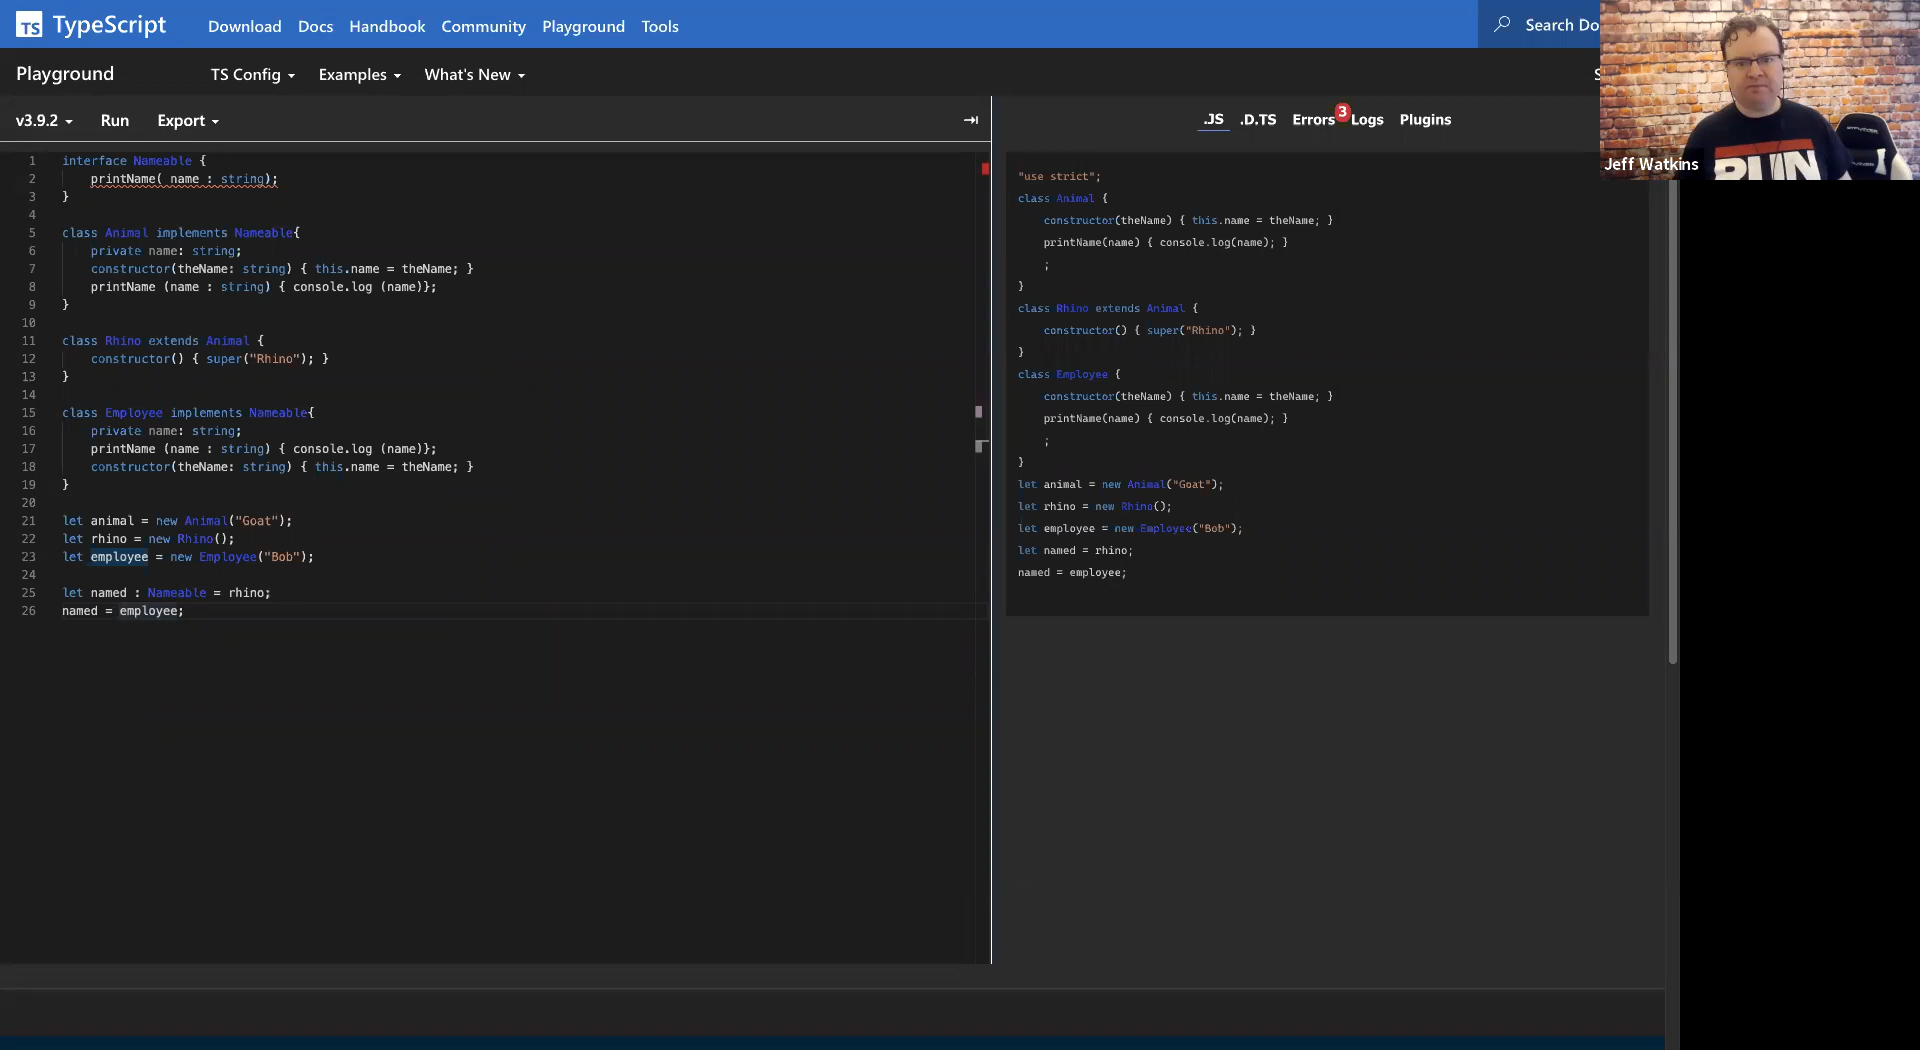 TS TypeScript Download Docs Handbook Community Playground Tools Search Do
Playground TS Config Examples What's New S
v3.9.2 Run Export
.JS .D.TS Errors 3 Logs Plugins
Jeff Watkins
RUN
1 interface Nameable {
2 printName( name : string);
3 }
4
5 class Animal implements Nameable{
6 private name: string;
7 constructor(theName: string) { this.name = theName; }
8 printName (name : string) { console.log (name)};
9 }
10
11 class Rhino extends Animal {
12 constructor() { super("Rhino"); }
13 }
14
15 class Employee implements Nameable{
16 private name: string;
17 printName (name : string) { console.log (name)};
18 constructor(theName: string) { this.name = theName; }
19 }
20
21 let animal = new Animal("Goat");
22 let rhino = new Rhino();
23 let employee = new Employee("Bob");
24
25 let named : Nameable = rhino;
26 named = employee;
"use strict";
class Animal {
constructor(theName) { this.name = theName; }
printName(name) { console.log(name); }
;
}
class Rhino extends Animal {
constructor() { super("Rhino"); }
}
class Employee {
constructor(theName) { this.name = theName; }
printName(name) { console.log(name); }
;
}
let animal = new Animal("Goat");
let rhino = new Rhino();
let employee = new Employee("Bob");
let named = rhino;
named = employee;